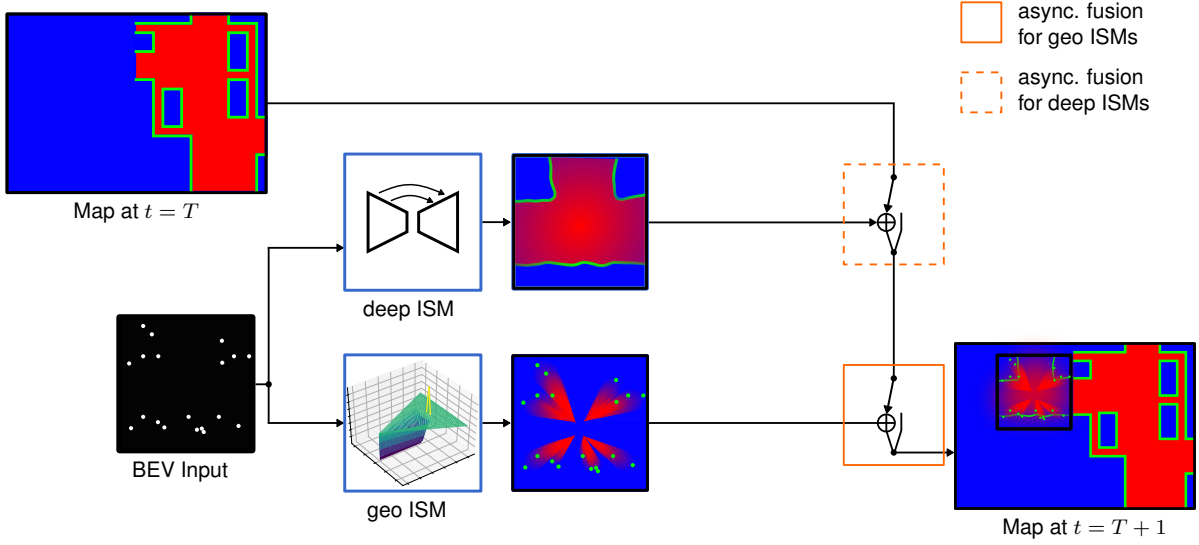 async. fusion
for geo ISMs
async. fusion
for deep ISMs
Map at t = T
deep ISM
BEV Input
geo ISM
Map at t = T + 1